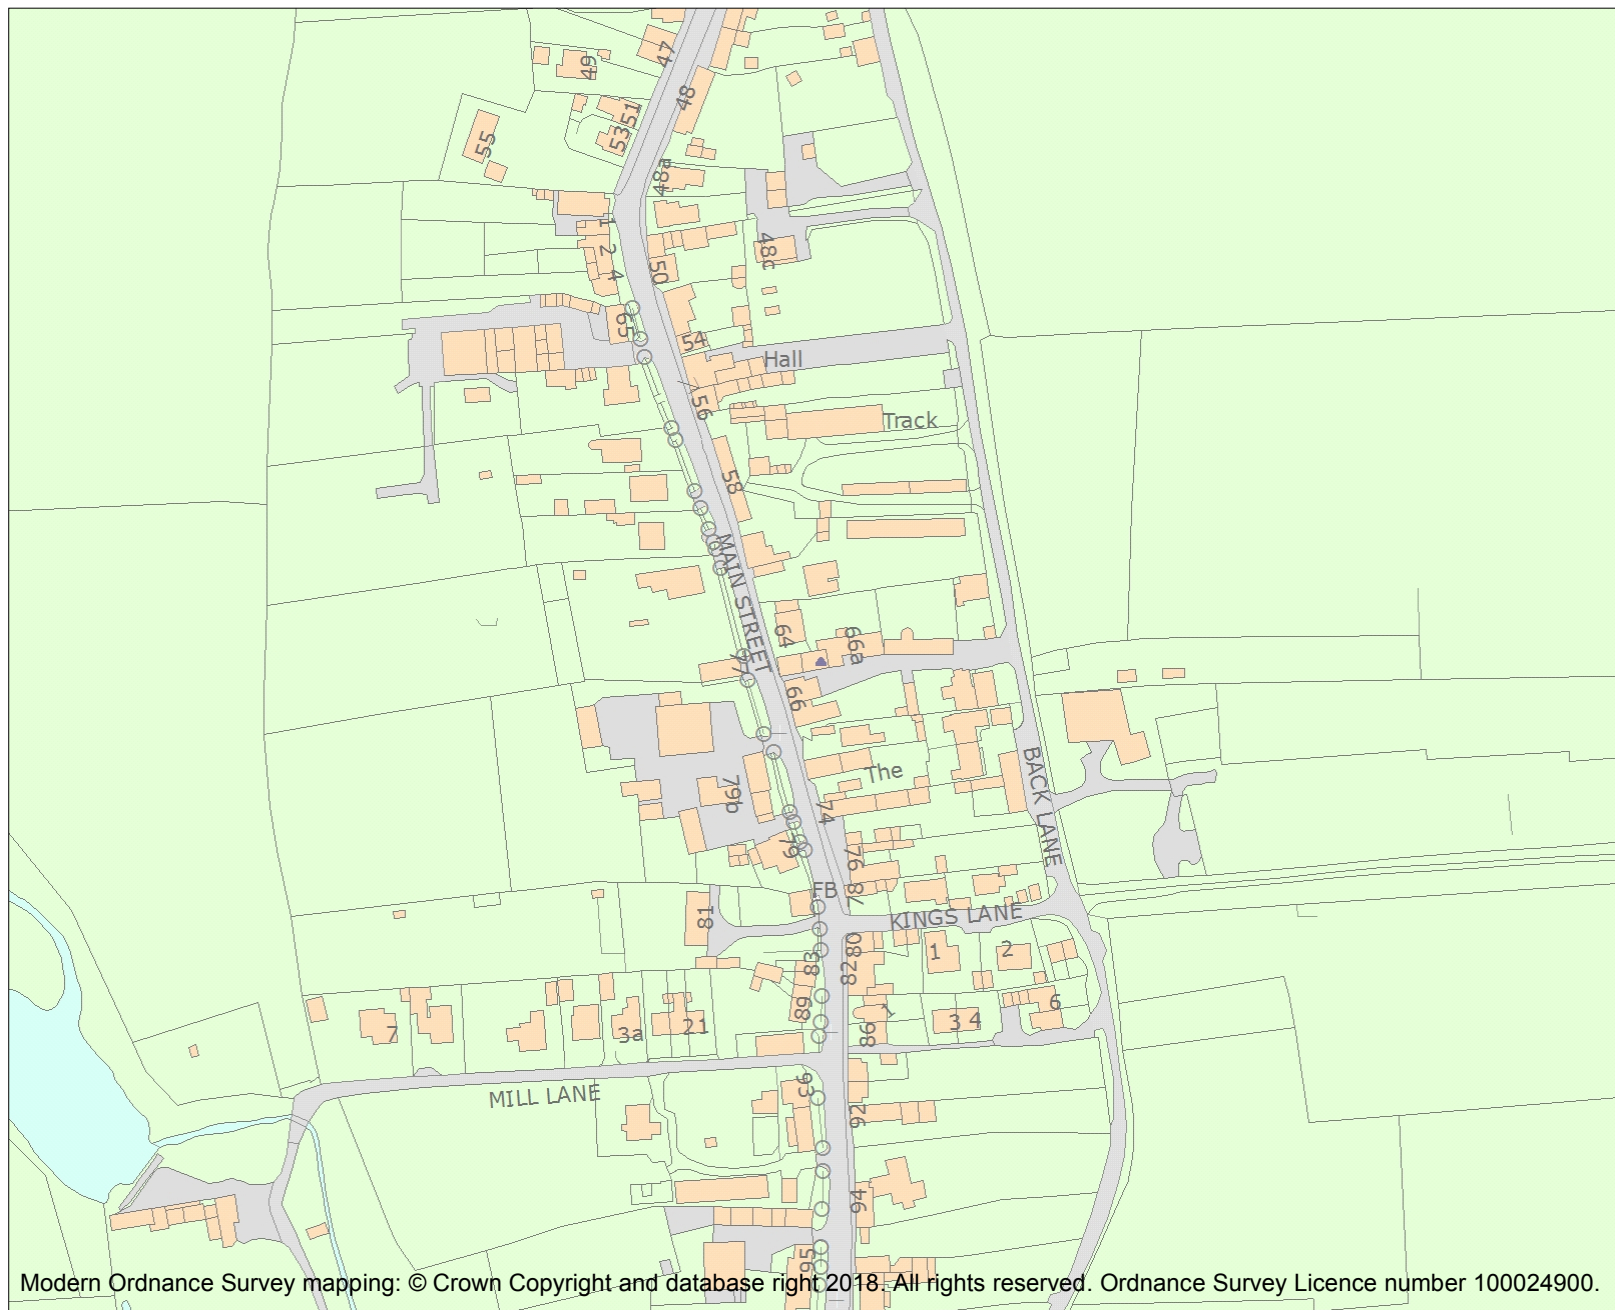 47
49
48
51
53
55
48a
1
2
4
48c
50
65
54
Hall
56
Track
58
MAIN STREET
64
66a
77
66
79b
The
74
BACK LANE
79
76
FB
78
81
KINGS LANE
80
1
2
83
82
89
1
6
7
3a
21
86
3 4
MILL LANE
93
92
94
95
Modern Ordnance Survey mapping: © Crown Copyright and database right 2018. All rights reserved. Ordnance Survey Licence number 100024900.